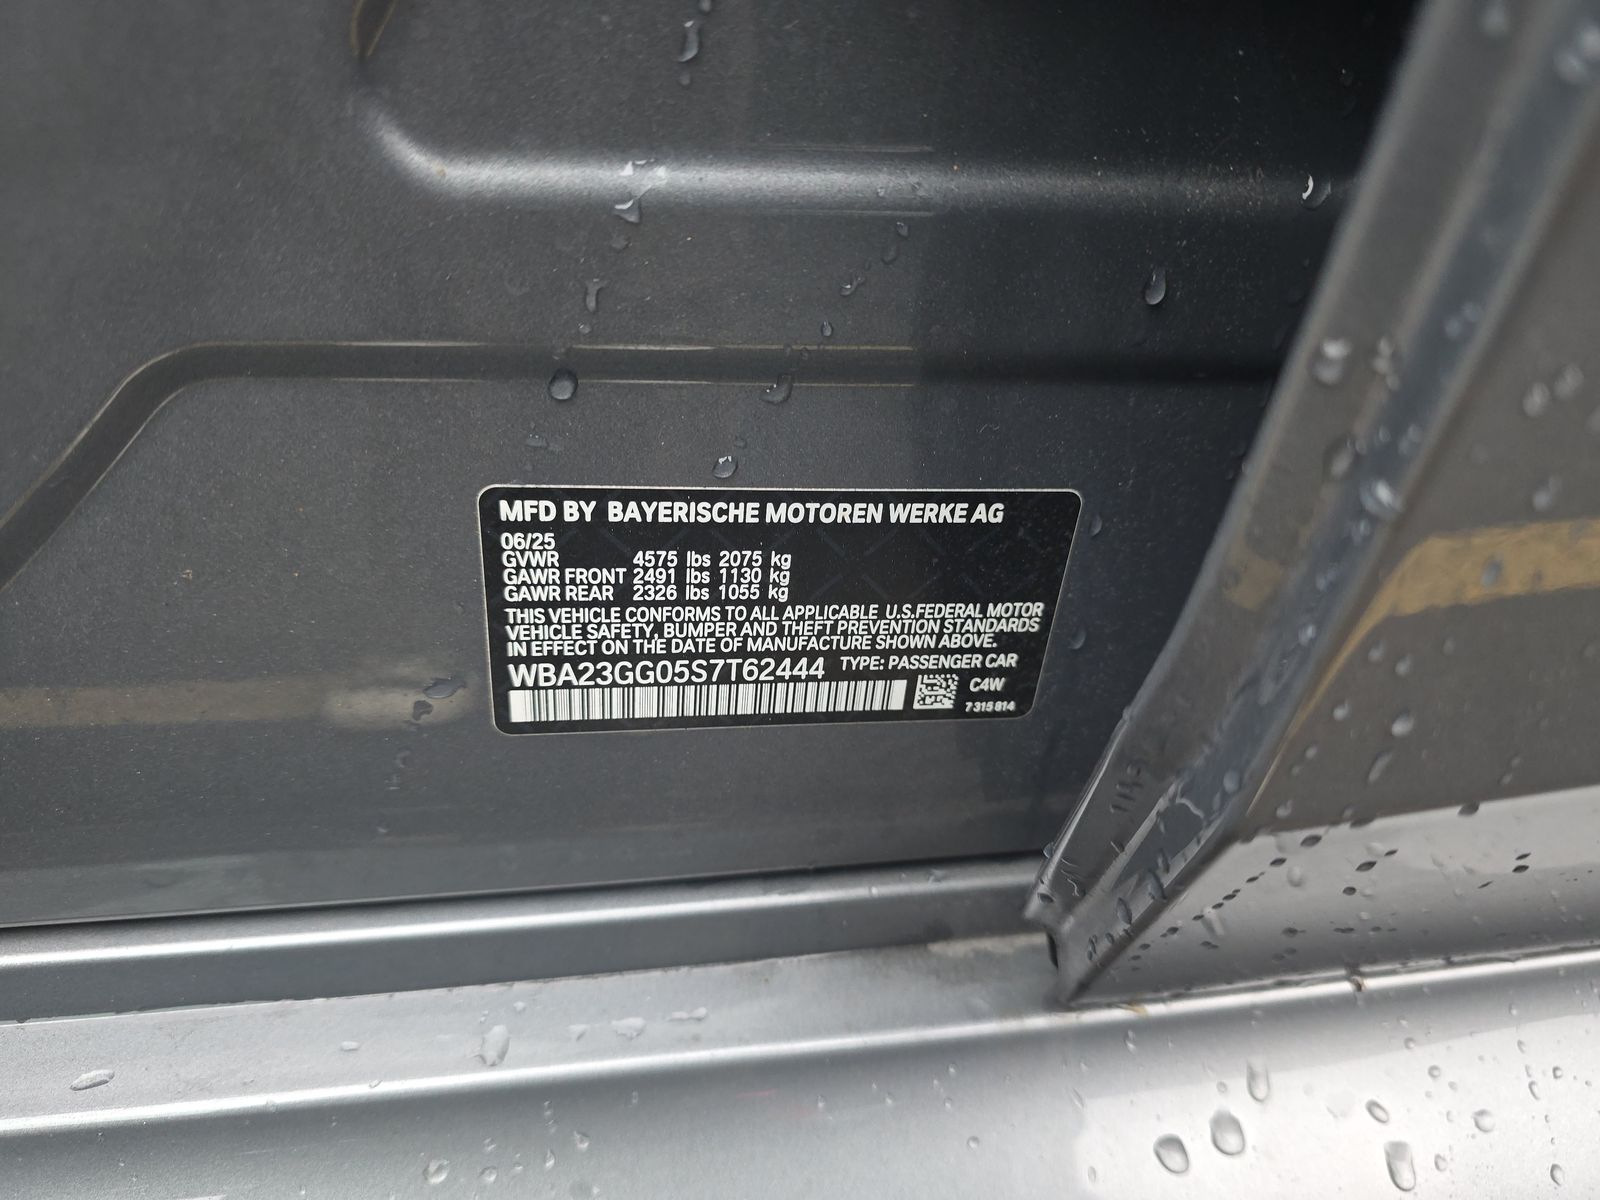 MFD BY BAYERISCHE MOTOREN WERKE AG
06/25
GVWR 4575 lbs 2075 kg
GAWR FRONT 2491 lbs 1130 kg
GAWR REAR 2326 lbs 1055 kg
THIS VEHICLE CONFORMS TO ALL APPLICABLE U.S.FEDERAL MOTOR
VEHICLE SAFETY, BUMPER AND THEFT PREVENTION STANDARDS
IN EFFECT ON THE DATE OF MANUFACTURE SHOWN ABOVE.
WBA23GG05S7T62444 TYPE: PASSENGER CAR
C4W
7 315 814